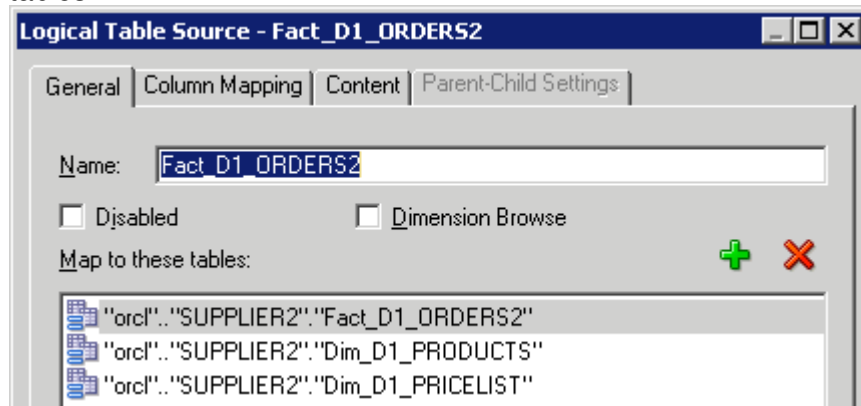 Logical Table Source - Fact_D1_ORDERS2
General Column Mapping Content Parent-Child Settings
Name: Fact_D1_ORDERS2
Disabled Dimension Browse
Map to these tables:
"orcl".."SUPPLIER2"."Fact_D1_ORDERS2"
"orcl".."SUPPLIER2"."Dim_D1_PRODUCTS"
"orcl".."SUPPLIER2"."Dim_D1_PRICELIST"